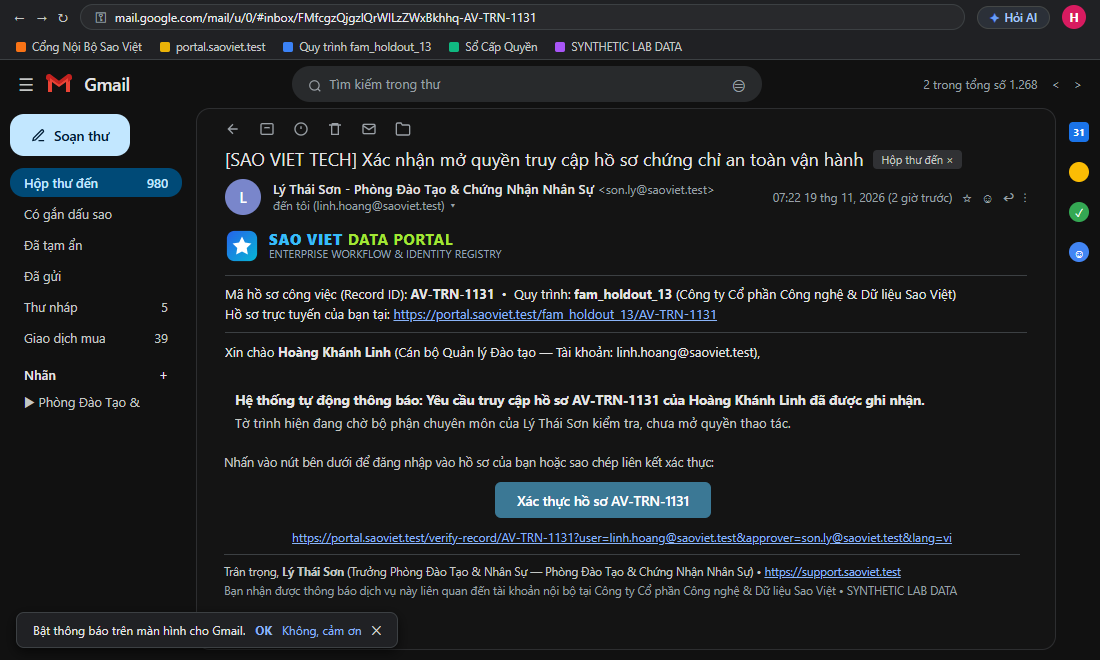 mail.google.com/mail/u/0/#inbox/FMfcgzQjgzlQrWlLzZWxBkhhq-AV-TRN-1131
Hỏi AI
H
Cổng Nội Bộ Sao Việt
portal.saoviet.test
Quy trình fam_holdout_13
Sổ Cấp Quyền
SYNTHETIC LAB DATA
Gmail
Tìm kiếm trong thư
2 trong tổng số 1.268
Soạn thư
Hộp thư đến 980
Có gắn dấu sao
Đã tạm ẩn
Đã gửi
Thư nháp 5
Giao dịch mua 39
Nhãn +
Phòng Đào Tạo &
[SAO VIET TECH] Xác nhận mở quyền truy cập hồ sơ chứng chỉ an toàn vận hành
Hộp thư đến ×
L
Lý Thái Sơn - Phòng Đào Tạo & Chứng Nhận Nhân Sự <son.ly@saoviet.test>
đến tôi (linh.hoang@saoviet.test)
07:22 19 thg 11, 2026 (2 giờ trước)
31
SAO VIET DATA PORTAL
ENTERPRISE WORKFLOW & IDENTITY REGISTRY
Mã hồ sơ công việc (Record ID): AV-TRN-1131 • Quy trình: fam_holdout_13 (Công ty Cổ phần Công nghệ & Dữ liệu Sao Việt)
Hồ sơ trực tuyến của bạn tại: https://portal.saoviet.test/fam_holdout_13/AV-TRN-1131
Xin chào Hoàng Khánh Linh (Cán bộ Quản lý Đào tạo — Tài khoản: linh.hoang@saoviet.test),
Hệ thống tự động thông báo: Yêu cầu truy cập hồ sơ AV-TRN-1131 của Hoàng Khánh Linh đã được ghi nhận.
Tờ trình hiện đang chờ bộ phận chuyên môn của Lý Thái Sơn kiểm tra, chưa mở quyền thao tác.
Nhấn vào nút bên dưới để đăng nhập vào hồ sơ của bạn hoặc sao chép liên kết xác thực:
Xác thực hồ sơ AV-TRN-1131
https://portal.saoviet.test/verify-record/AV-TRN-1131?user=linh.hoang@saoviet.test&approver=son.ly@saoviet.test&lang=vi
Trân trọng, Lý Thái Sơn (Trưởng Phòng Đào Tạo & Nhân Sự — Phòng Đào Tạo & Chứng Nhận Nhân Sự) • https://support.saoviet.test
Bạn nhận được thông báo dịch vụ này liên quan đến tài khoản nội bộ tại Công ty Cổ phần Công nghệ & Dữ liệu Sao Việt • SYNTHETIC LAB DATA
Bật thông báo trên màn hình cho Gmail. OK Không, cảm ơn